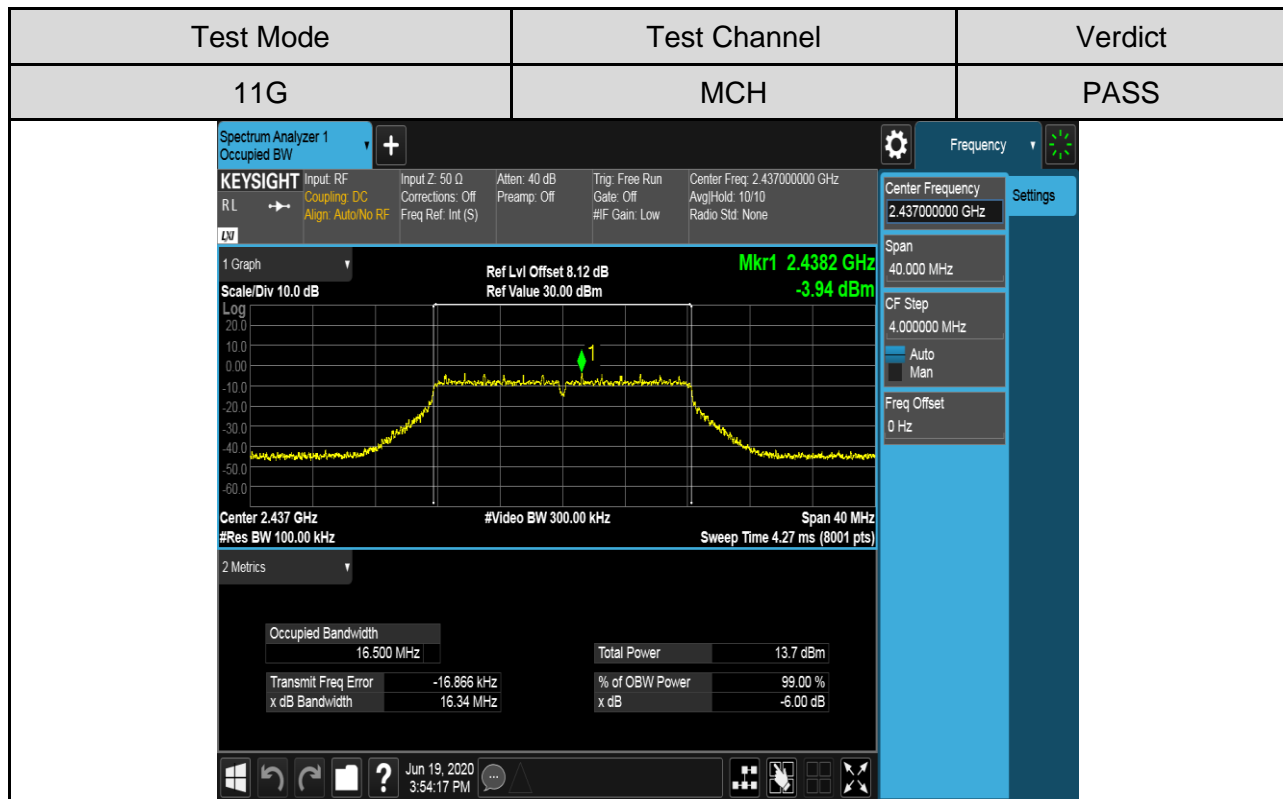 Test Mode Test Channel Verdict
11G MCH PASS
Spectrum Analyzer 1
Occupied BW
+
Frequency
KEYSIGHT Input: RF Input Z: 50 Ω Atten: 40 dB Trig: Free Run Center Freq: 2.437000000 GHz
RL Coupling: DC Corrections: Off Preamp: Off Gate: Off Avg|Hold: 10/10
Align: Auto/No RF Freq Ref: Int (S) #IF Gain: Low Radio Std: None
LXI
Center Frequency
2.437000000 GHz
Settings
Span
40.000 MHz
CF Step
4.000000 MHz
Auto
Man
Freq Offset
0 Hz
1 Graph
Ref Lvl Offset 8.12 dB
Mkr1 2.4382 GHz
Scale/Div 10.0 dB Ref Value 30.00 dBm -3.94 dBm
Log
20.0
10.0
1
0.00
-10.0
-20.0
-30.0
-40.0
-50.0
-60.0
Center 2.437 GHz #Video BW 300.00 kHz Span 40 MHz
#Res BW 100.00 kHz Sweep Time 4.27 ms (8001 pts)
2 Metrics
Occupied Bandwidth
16.500 MHz Total Power 13.7 dBm
Transmit Freq Error -16.866 kHz % of OBW Power 99.00 %
x dB Bandwidth 16.34 MHz x dB -6.00 dB
?
Jun 19, 2020
3:54:17 PM